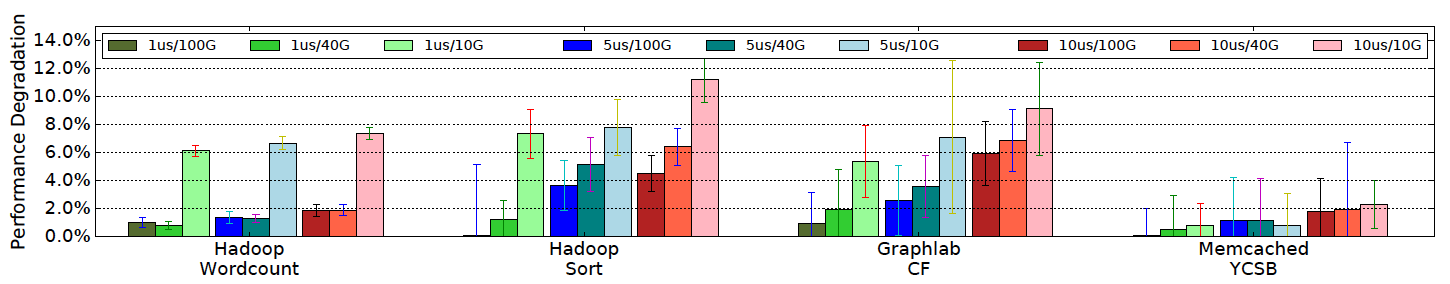 Performance Degradation
14.0%
12.0%
10.0%
8.0%
6.0%
4.0%
2.0%
0.0%
1us/100G 1us/40G 1us/10G 5us/100G 5us/40G 5us/10G 10us/100G 10us/40G 10us/10G
Hadoop
Wordcount
Hadoop
Sort
Graphlab
CF
Memcached
YCSB